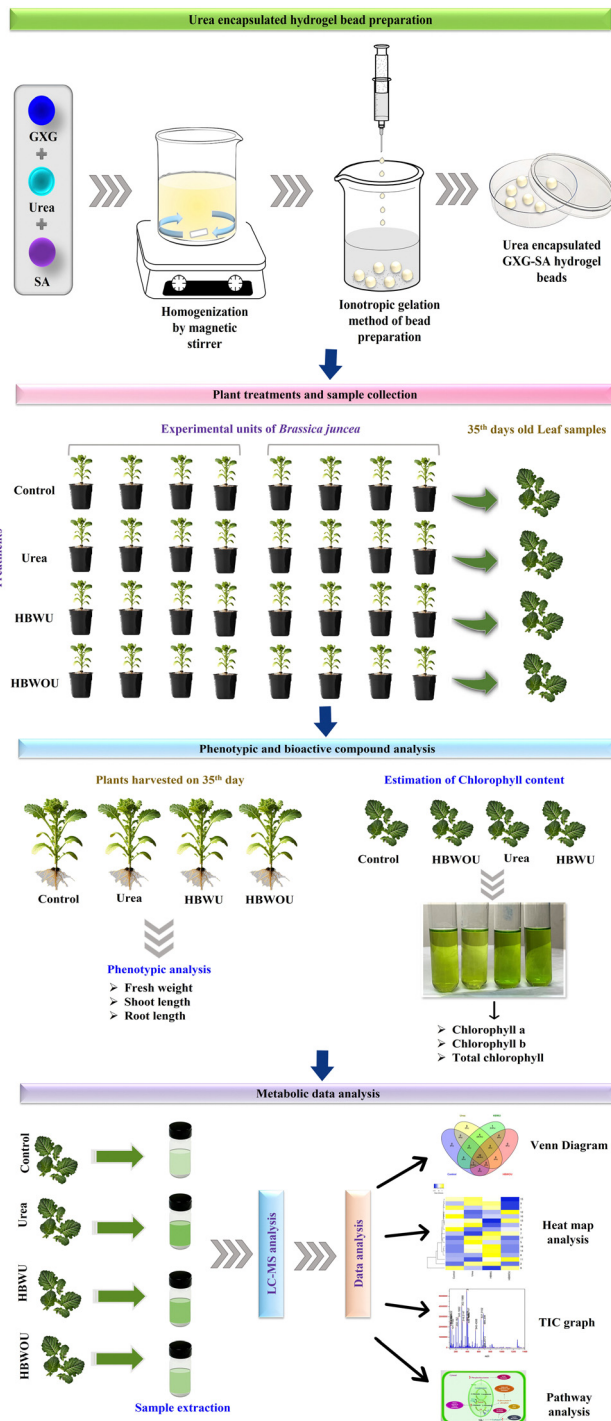 Urea encapsulated hydrogel bead preparation
GXG
+
Urea
+
SA
Homogenization
by magnetic
stirrer
Ionotropic gelation
method of bead
preparation
Urea encapsulated
GXG-SA hydrogel
beads
Plant treatments and sample collection
Experimental units of Brassica juncea
35th days old Leaf samples
Control
Urea
HBWU
HBWOU
Phenotypic and bioactive compound analysis
Plants harvested on 35th day
Control
Urea
HBWU
HBWOU
Phenotypic analysis
➢ Fresh weight
➢ Shoot length
➢ Root length
Estimation of Chlorophyll content
Control
HBWOU
Urea
HBWU
➢ Chlorophyll a
➢ Chlorophyll b
➢ Total chlorophyll
Metabolic data analysis
Control
Urea
HBWU
HBWOU
Sample extraction
LC-MS analysis
Data analysis
Venn Diagram
Heat map
analysis
TIC graph
Pathway
analysis